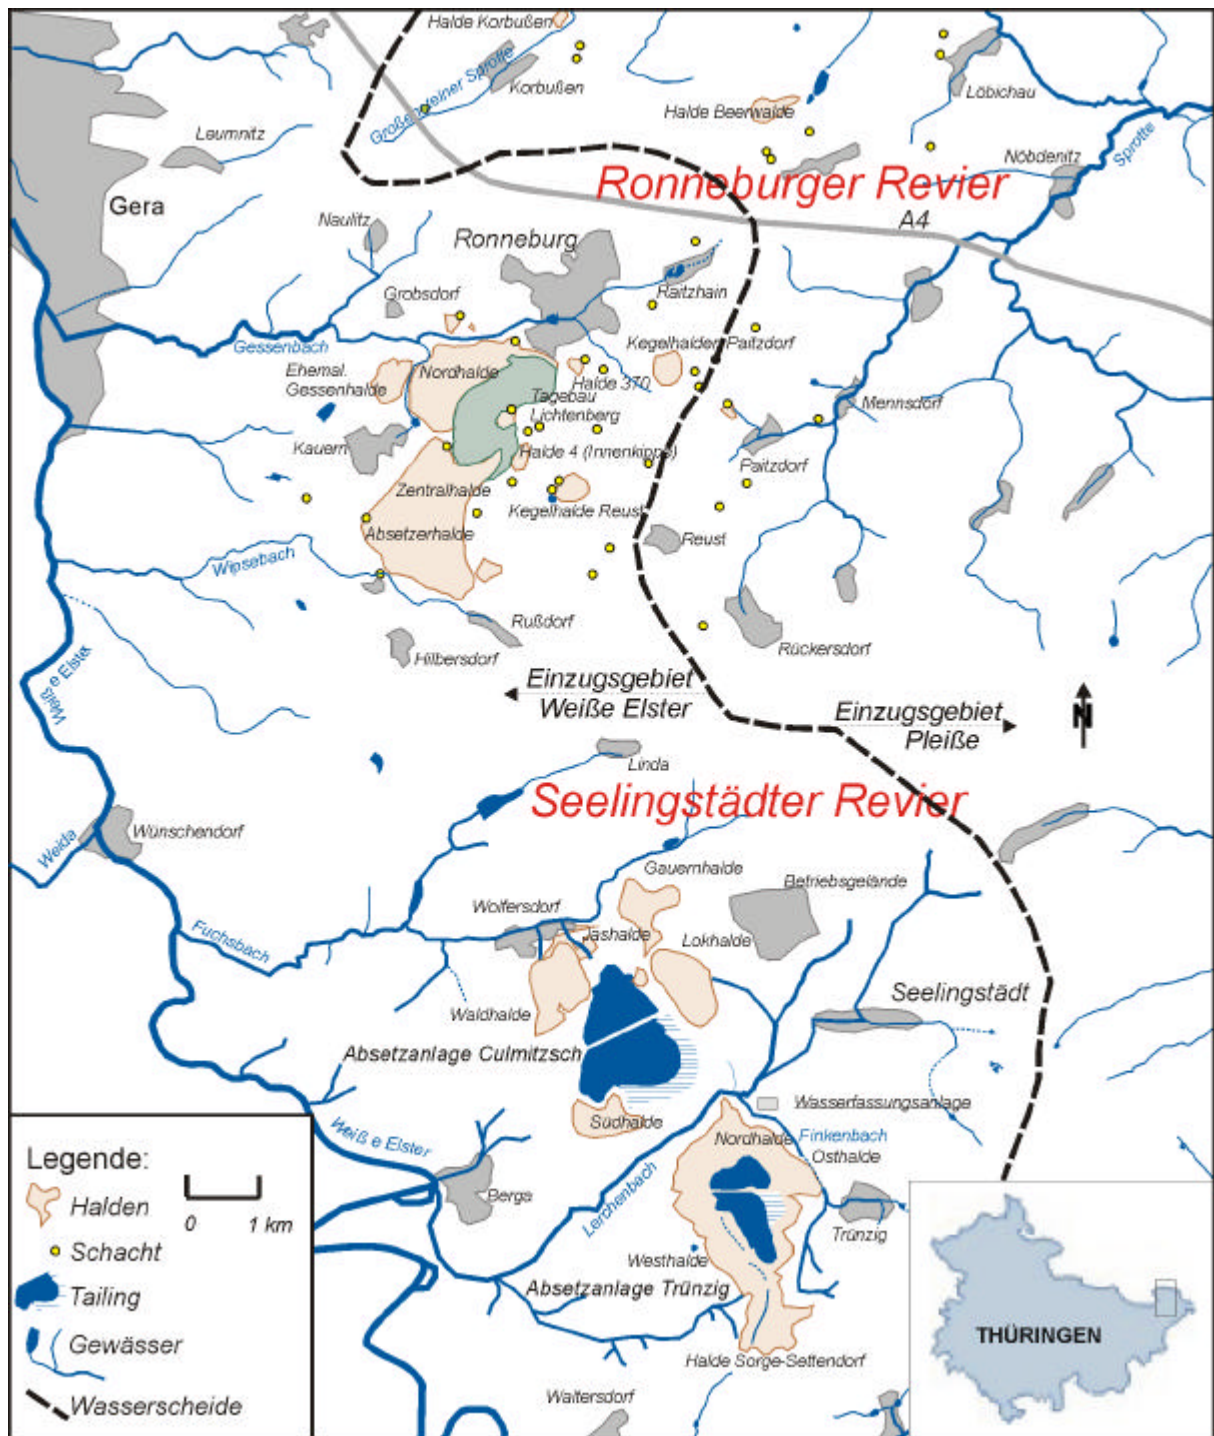 Halde Korbußen
Korbußen
Großensteiner Sprotte
Halde Beerwalde
Löbichau
Leumnitz
Sprotte
Nöbdenitz
Ronneburger Revier
Gera
A4
Naulitz
Ronneburg
Raitzhain
Grobsdorf
Gessenbach
Kegelhalden Paitzdorf
Ehemal.
Gessenhalde
Nordhalde
Halde 370
Tagebau
Lichtenberg
Mennsdorf
Kauern
Halde 4 (Innenkippe)
Paitzdorf
Zentralhalde
Kegelhalde Reust
Absetzerhalde
Reust
Wipsebach
Rußdorf
Hilbersdorf
Rückersdorf
Weiß e Elster
Einzugsgebiet
Weiße Elster
Einzugsgebiet
Pleiße
N
Linda
Seelingstädter Revier
Wünschendorf
Weida
Gauernhalde
Betriebsgelände
Wolfersdorf
Fuchsbach
Jashalde
Lokhalde
Seelingstädt
Waldhalde
Absetzanlage Culmitzsch
Wasserfassungsanlage
Südhalde
Nordhalde
Finkenbach
Osthalde
Weiß e Elster
Lerchenbach
Berga
Trünzig
Westhalde
Absetzanlage Trünzig
Halde Sorge-Settendorf
Waltersdorf
Legende:
Halden
0 1 km
Schacht
Tailing
Gewässer
Wasserscheide
THÜRINGEN